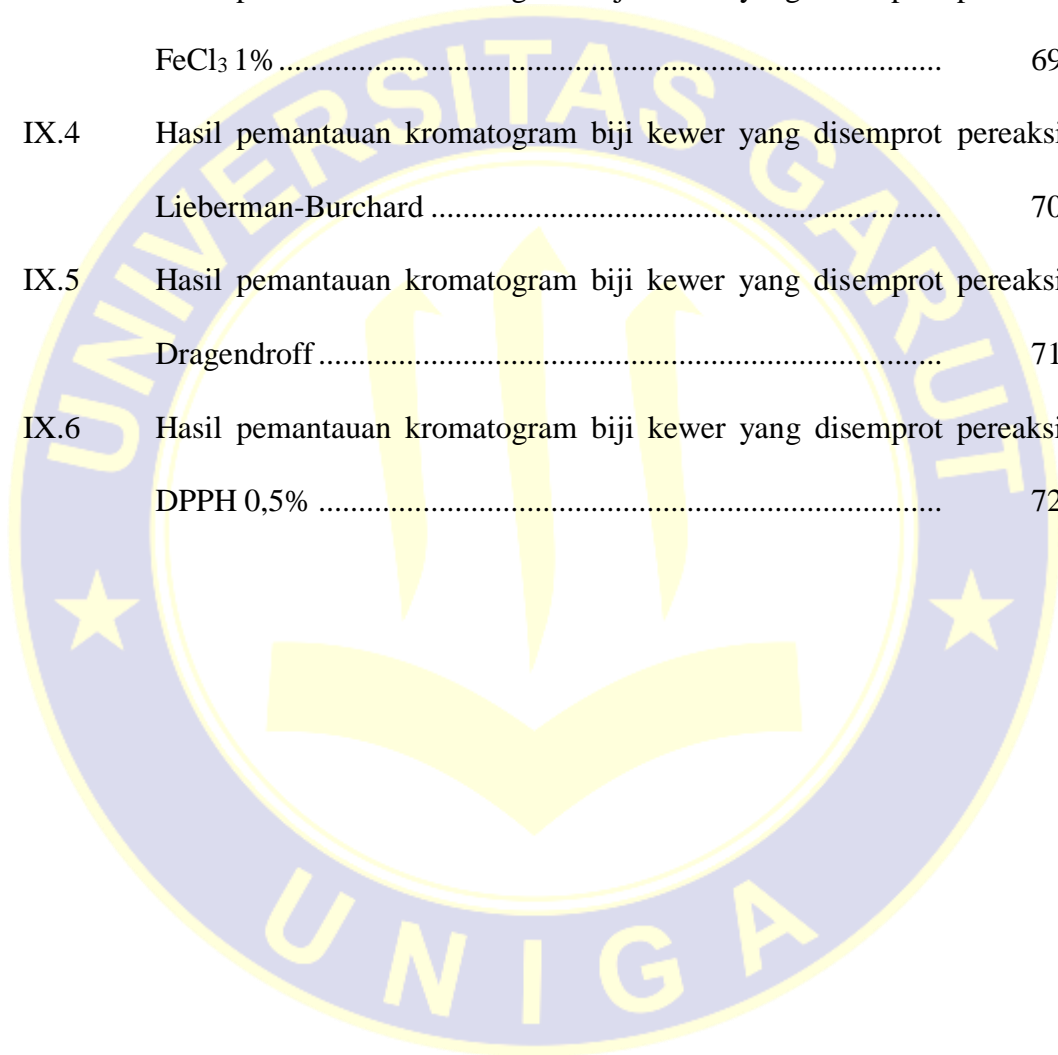 FeCl₃ 1% ..................................................................... 69
IX.4 Hasil pemantauan kromatogram biji kewer yang disemprot pereaksi
Lieberman-Burchard ..................................................... 70
IX.5 Hasil pemantauan kromatogram biji kewer yang disemprot pereaksi
Dragendroff ................................................................. 71
IX.6 Hasil pemantauan kromatogram biji kewer yang disemprot pereaksi
DPPH 0,5% ................................................................. 72
UNIVERSITAS GARUT
UNIGA